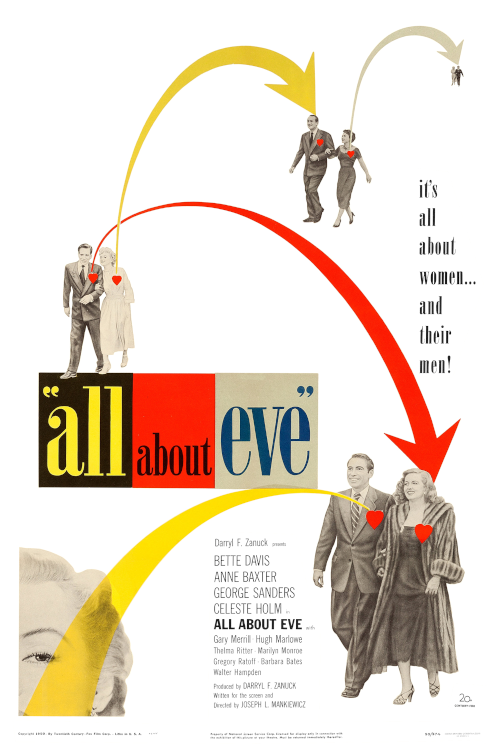 it's
all
about
women...
and
their
men!
"all about eve"
Darryl F. Zanuck presents
BETTE DAVIS
ANNE BAXTER
GEORGE SANDERS
CELESTE HOLM in
ALL ABOUT EVE with
Gary Merrill · Hugh Marlowe
Thelma Ritter · Marilyn Monroe
Gregory Ratoff · Barbara Bates
Walter Hampden
Produced by DARRYL F. ZANUCK
Written for the screen and
Directed by JOSEPH L. MANKIEWICZ
20th
CENTURY-FOX